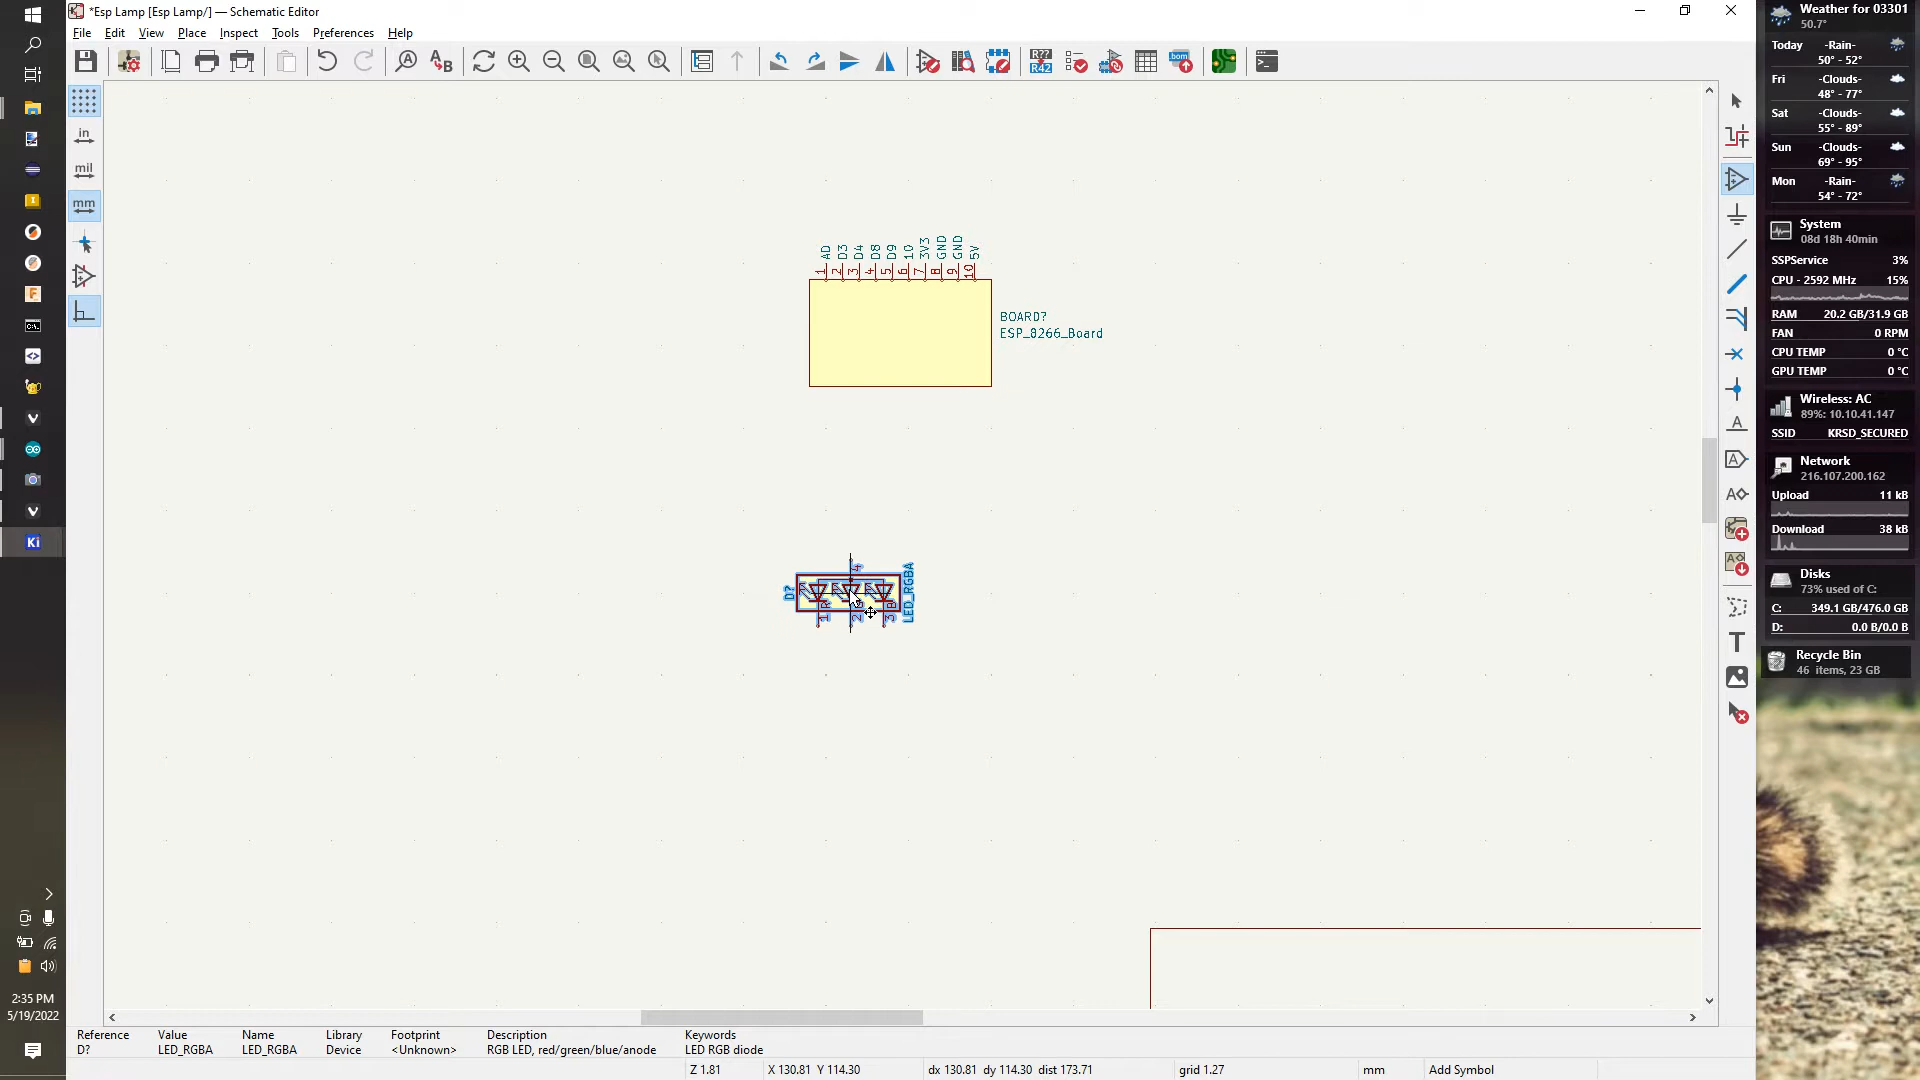 *Esp Lamp [Esp Lamp/] — Schematic Editor
File Edit View Place Inspect Tools Preferences Help
in
mil
mm
AD D3 D4 D8 D9 10 3V3 GND GND 5V
1 2 3 4 5 6 7 8 9 10
BOARD?
ESP_8266_Board
D?
4
R
B
1 2 3
LED_RGBA
Reference Value Name Library Footprint Description Keywords
D? LED_RGBA LED_RGBA Device <Unknown> RGB LED, red/green/blue/anode LED RGB diode
Z 1.81 X 130.81 Y 114.30 dx 130.81 dy 114.30 dist 173.71 grid 1.27 mm Add Symbol
Ki
2:35 PM
5/19/2022
Weather for 03301
50.7°
Today -Rain-
50° - 52°
Fri -Clouds-
48° - 77°
Sat -Clouds-
55° - 89°
Sun -Clouds-
69° - 95°
Mon -Rain-
54° - 72°
System
08d 18h 40min
SSPService 3%
CPU - 2592 MHz 15%
RAM 20.2 GB/31.9 GB
FAN 0 RPM
CPU TEMP 0 °C
GPU TEMP 0 °C
Wireless: AC
89%: 10.10.41.147
SSID KRSD_SECURED
Network
216.107.200.162
Upload 11 kB
Download 38 kB
Disks
73% used of C:
C: 349.1 GB/476.0 GB
D: 0.0 B/0.0 B
Recycle Bin
46 items, 23 GB